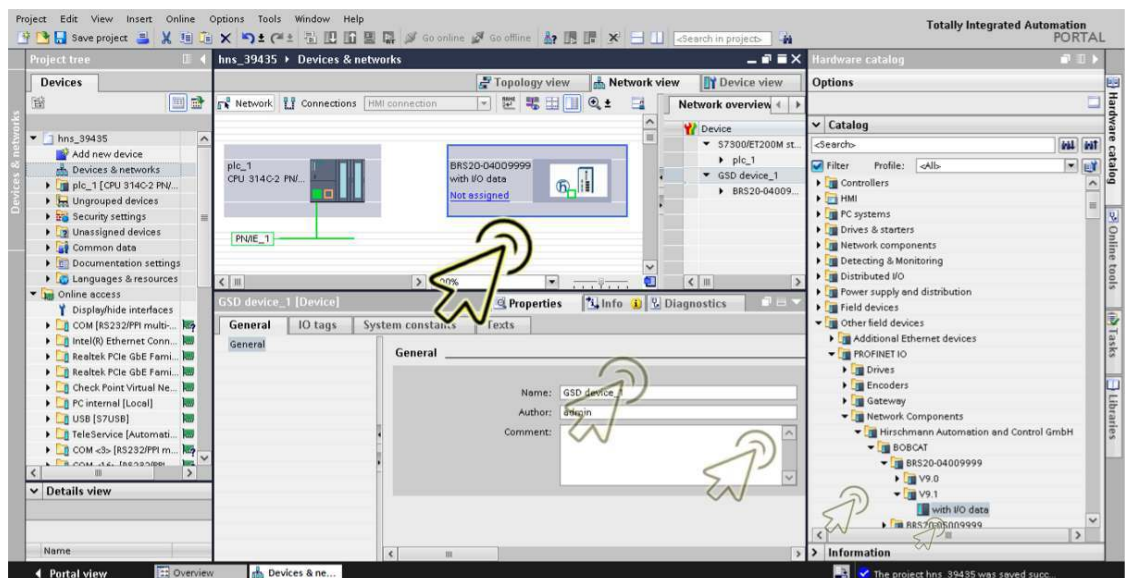 Project Edit View Insert Online Options Tools Window Help
Totally Integrated Automation
PORTAL
Save project
Go online
Go offline
<Search in project>
Project tree
hns_39435
Devices & networks
Hardware catalog
Devices
Topology view
Network view
Device view
Options
Network
Connections
HMI connection
Network overview
Devices & networks
hns_39435
Add new device
Devices & networks
plc_1 [CPU 314C-2 PN/...
Ungrouped devices
Security settings
Unassigned devices
Common data
Documentation settings
Languages & resources
Online access
Display/hide interfaces
COM [RS232/PPI multi-...
Intel(R) Ethernet Conn...
Realtek PCIe GbE Fami...
Realtek PCIe GbE Fami...
Check Point Virtual Ne...
PC internal [Local]
USB [S7USB]
TeleService [Automati...
COM <3> [RS232/PPI m...
Details view
Name
plc_1
CPU 314C-2 PN/...
BRS20-04009999
with I/O data
Not assigned
PN/IE_1
Device
S7300/ET200M st...
plc_1
GSD device_1
BRS20-04009...
GSD device_1 [Device]
Properties
Info
Diagnostics
General
IO tags
System constants
Texts
General
General
Name:
GSD device_1
Author:
admin
Comment:
Catalog
<Search>
Filter
Profile:
<All>
Controllers
HMI
PC systems
Drives & starters
Network components
Detecting & Monitoring
Distributed I/O
Power supply and distribution
Field devices
Other field devices
Additional Ethernet devices
PROFINET IO
Drives
Encoders
Gateway
Network Components
Hirschmann Automation and Control GmbH
BOBCAT
BRS20-04009999
V9.0
V9.1
with I/O data
BRS20-05009999
Information
Hardware catalog
Online tools
Tasks
Libraries
Portal view
Overview
Devices & ne...
The project hns_39435 was saved succ...